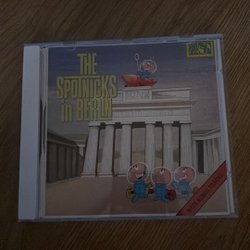 THE
SPOTNICKS
in BERLIN